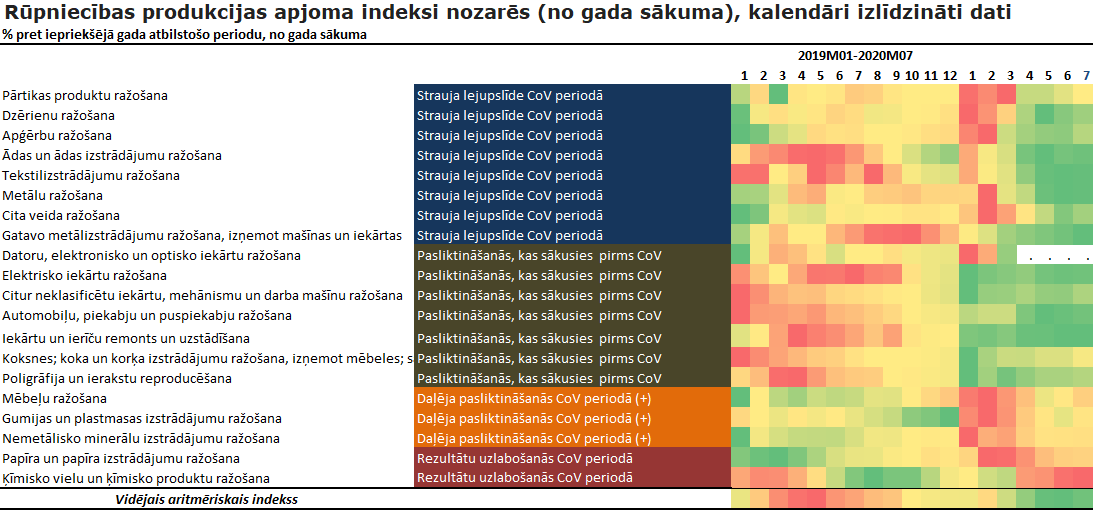 Rūpniecības produkcijas apjoma indeksi nozarēs (no gada sākuma), kalendāri izlīdzināti dati
% pret iepriekšējā gada atbilstošo periodu, no gada sākuma
2019M01-2020M07
1 2 3 4 5 6 7 8 9 10 11 12 1 2 3 4 5 6 7
Pārtikas produktu ražošana Strauja lejupslīde CoV periodā
Dzērienu ražošana Strauja lejupslīde CoV periodā
Apģērbu ražošana Strauja lejupslīde CoV periodā
Ādas un ādas izstrādājumu ražošana Strauja lejupslīde CoV periodā
Tekstilizstrādājumu ražošana Strauja lejupslīde CoV periodā
Metālu ražošana Strauja lejupslīde CoV periodā
Cita veida ražošana Strauja lejupslīde CoV periodā
Gatavo metālizstrādājumu ražošana, izņemot mašīnas un iekārtas Strauja lejupslīde CoV periodā
Datoru, elektronisko un optisko iekārtu ražošana Pasliktināšanās, kas sākusies pirms CoV . . . .
Elektrisko iekārtu ražošana Pasliktināšanās, kas sākusies pirms CoV
Citur neklasificētu iekārtu, mehānismu un darba mašīnu ražošana Pasliktināšanās, kas sākusies pirms CoV
Automobiļu, piekabju un puspiekabju ražošana Pasliktināšanās, kas sākusies pirms CoV
Iekārtu un ierīču remonts un uzstādīšana Pasliktināšanās, kas sākusies pirms CoV
Koksnes; koka un korķa izstrādājumu ražošana, izņemot mēbeles; s Pasliktināšanās, kas sākusies pirms CoV
Poligrāfija un ierakstu reproducēšana Pasliktināšanās, kas sākusies pirms CoV
Mēbeļu ražošana Daļēja pasliktināšanās CoV periodā (+)
Gumijas un plastmasas izstrādājumu ražošana Daļēja pasliktināšanās CoV periodā (+)
Nemetālisko minerālu izstrādājumu ražošana Daļēja pasliktināšanās CoV periodā (+)
Papīra un papīra izstrādājumu ražošana Rezultātu uzlabošanās CoV periodā
Ķīmisko vielu un ķīmisko produktu ražošana Rezultātu uzlabošanās CoV periodā
Vidējais aritmēriskais indekss